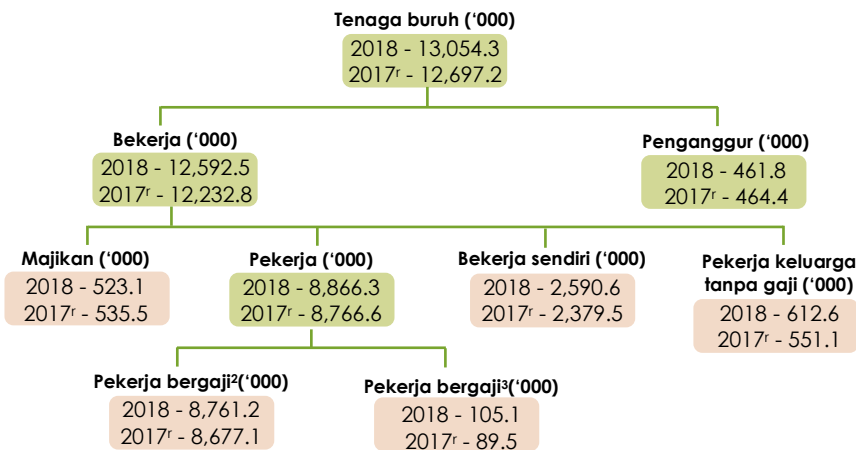 Tenaga buruh (‘000)
2018 - 13,054.3
2017ʳ - 12,697.2
Bekerja (‘000)
2018 - 12,592.5
2017ʳ - 12,232.8
Penganggur (‘000)
2018 - 461.8
2017ʳ - 464.4
Majikan (‘000)
2018 - 523.1
2017ʳ - 535.5
Pekerja (‘000)
2018 - 8,866.3
2017ʳ - 8,766.6
Bekerja sendiri (‘000)
2018 - 2,590.6
2017ʳ - 2,379.5
Pekerja keluarga
tanpa gaji (‘000)
2018 - 612.6
2017ʳ - 551.1
Pekerja bergaji²(‘000)
2018 - 8,761.2
2017ʳ - 8,677.1
Pekerja bergaji³(‘000)
2018 - 105.1
2017ʳ - 89.5